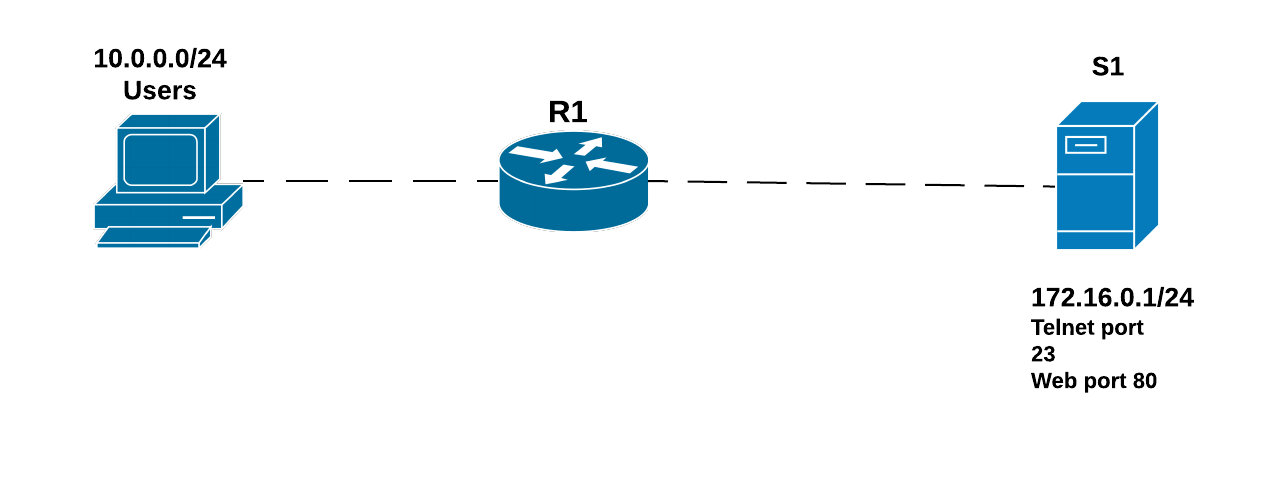 10.0.0.0/24
Users
R1
S1
172.16.0.1/24
Telnet port
23
Web port 80